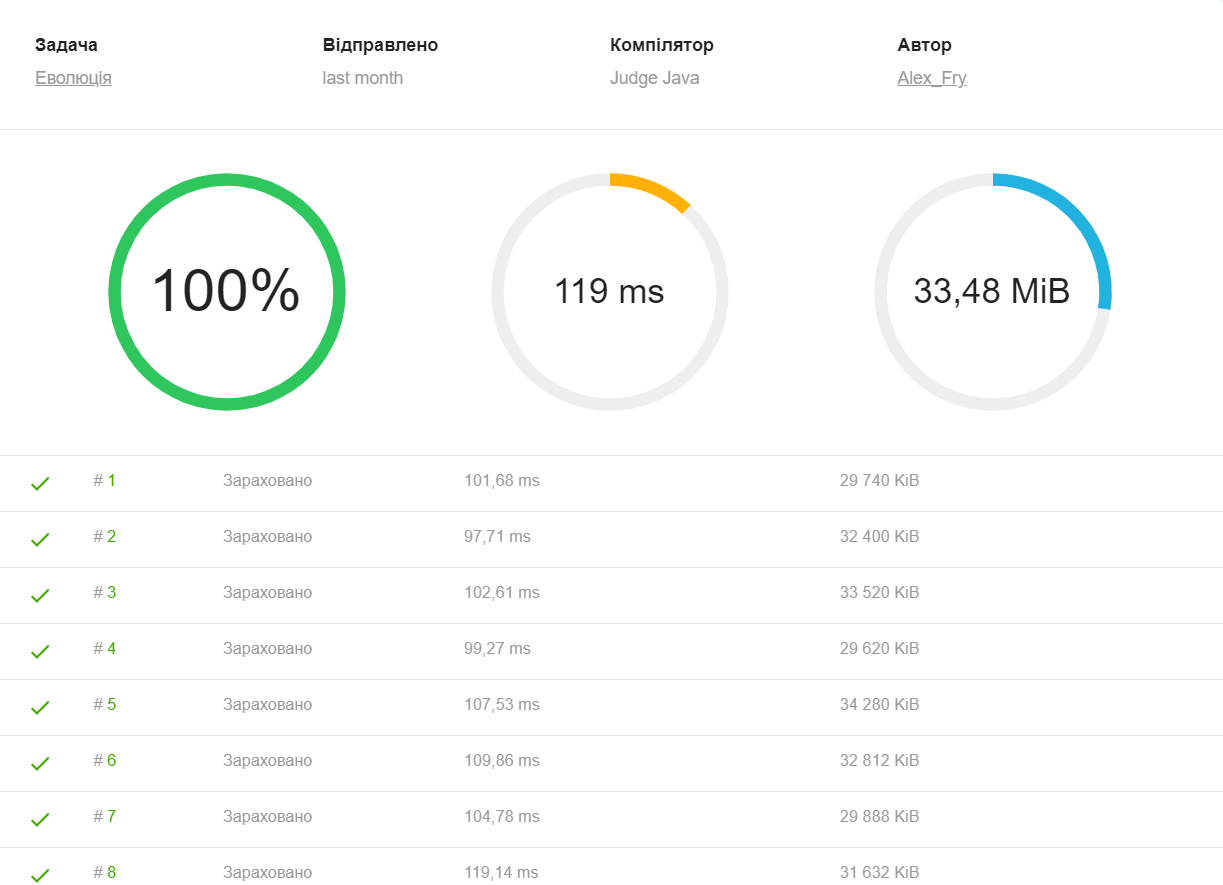 Задача Відправлено Компілятор Автор
Еволюція last month Judge Java Alex_Fry
100% 119 ms 33,48 MiB
# 1 Зараховано 101,68 ms 29 740 KiB
# 2 Зараховано 97,71 ms 32 400 KiB
# 3 Зараховано 102,61 ms 33 520 KiB
# 4 Зараховано 99,27 ms 29 620 KiB
# 5 Зараховано 107,53 ms 34 280 KiB
# 6 Зараховано 109,86 ms 32 812 KiB
# 7 Зараховано 104,78 ms 29 888 KiB
# 8 Зараховано 119,14 ms 31 632 KiB